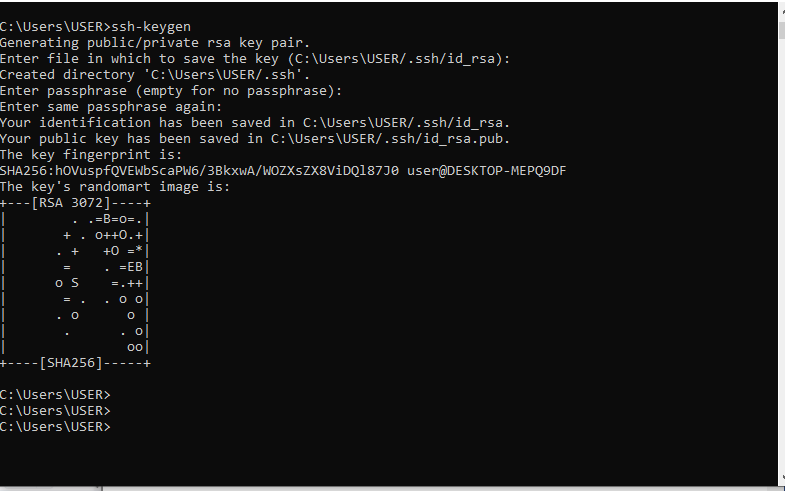 C:\Users\USER>ssh-keygen
Generating public/private rsa key pair.
Enter file in which to save the key (C:\Users\USER/.ssh/id_rsa):
Created directory 'C:\Users\USER/.ssh'.
Enter passphrase (empty for no passphrase):
Enter same passphrase again:
Your identification has been saved in C:\Users\USER/.ssh/id_rsa.
Your public key has been saved in C:\Users\USER/.ssh/id_rsa.pub.
The key fingerprint is:
SHA256:hOVuspfQVEWbScaPW6/3BkxwA/WOZXsZX8ViDQl87J0 user@DESKTOP-MEPQ9DF
The key's randomart image is:
+---[RSA 3072]----+
|        . .=B=o=.|
|       + . o++O.+|
|      . +   +O =*|
|       =    . =EB|
|      o S    =.++|
|       = .  . o o|
|      . o      o |
|       .      . o|
|               oo|
+----[SHA256]-----+
C:\Users\USER>
C:\Users\USER>
C:\Users\USER>